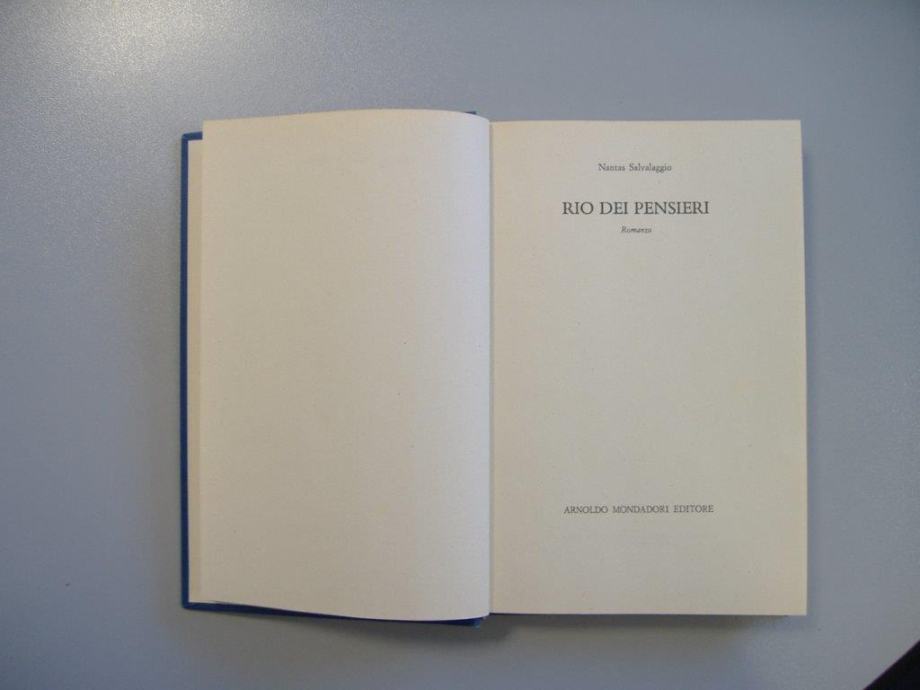 Nantas Salvalaggio
RIO DEI PENSIERI
Romanzo
ARNOLDO MONDADORI EDITORE